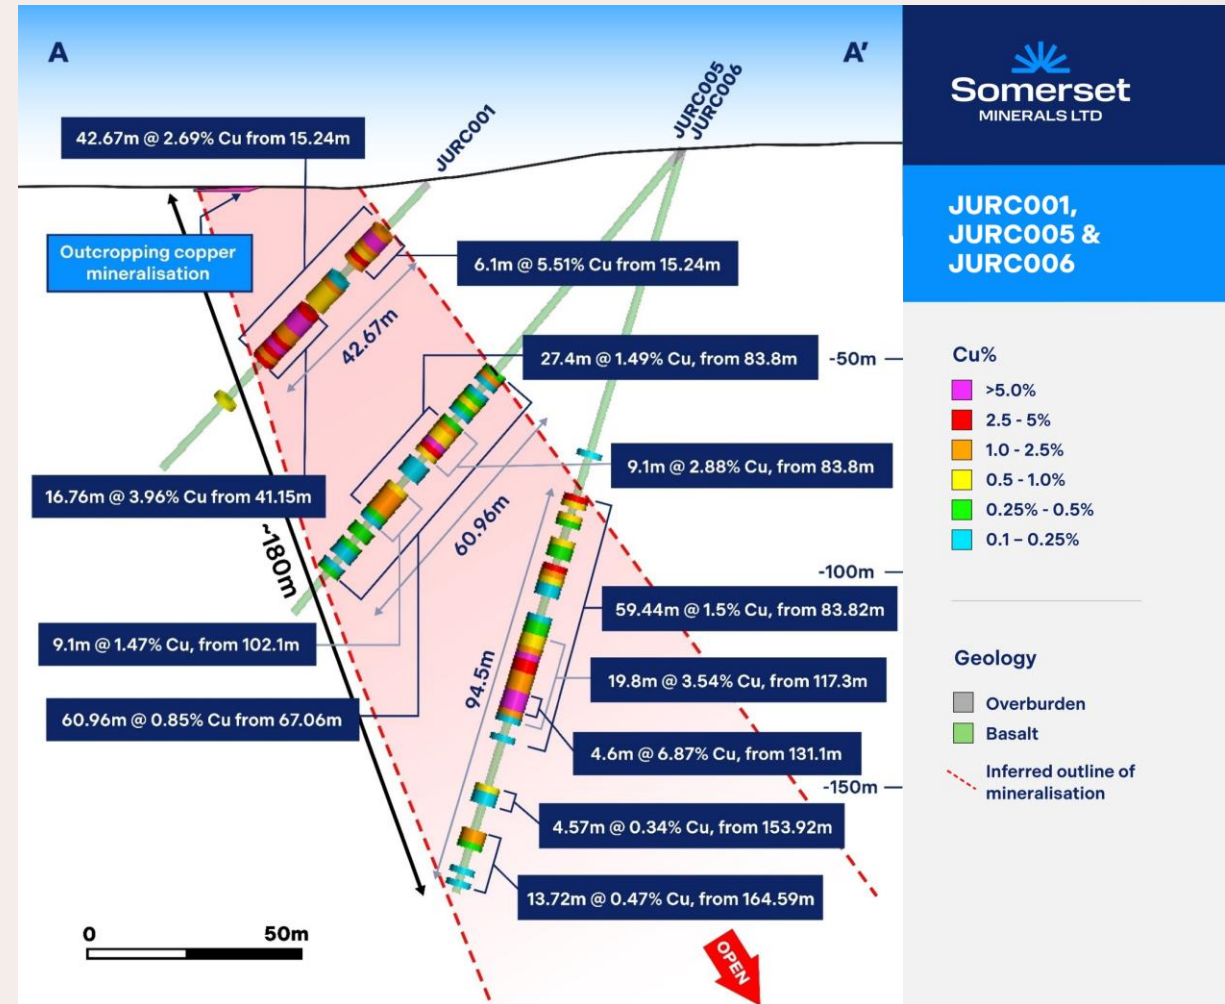 A
A'
JURC001
JURC005
JURC006
42.67m @ 2.69% Cu from 15.24m
Outcropping copper
mineralisation
6.1m @ 5.51% Cu from 15.24m
42.67m
27.4m @ 1.49% Cu, from 83.8m
-50m
9.1m @ 2.88% Cu, from 83.8m
16.76m @ 3.96% Cu from 41.15m
~180m
60.96m
-100m
59.44m @ 1.5% Cu, from 83.82m
9.1m @ 1.47% Cu, from 102.1m
94.5m
19.8m @ 3.54% Cu, from 117.3m
60.96m @ 0.85% Cu from 67.06m
4.6m @ 6.87% Cu, from 131.1m
-150m
4.57m @ 0.34% Cu, from 153.92m
13.72m @ 0.47% Cu, from 164.59m
0 50m
OPEN
Somerset
MINERALS LTD
JURC001,
JURC005 &
JURC006
Cu%
>5.0%
2.5 - 5%
1.0 - 2.5%
0.5 - 1.0%
0.25% - 0.5%
0.1 – 0.25%
Geology
Overburden
Basalt
Inferred outline of
mineralisation